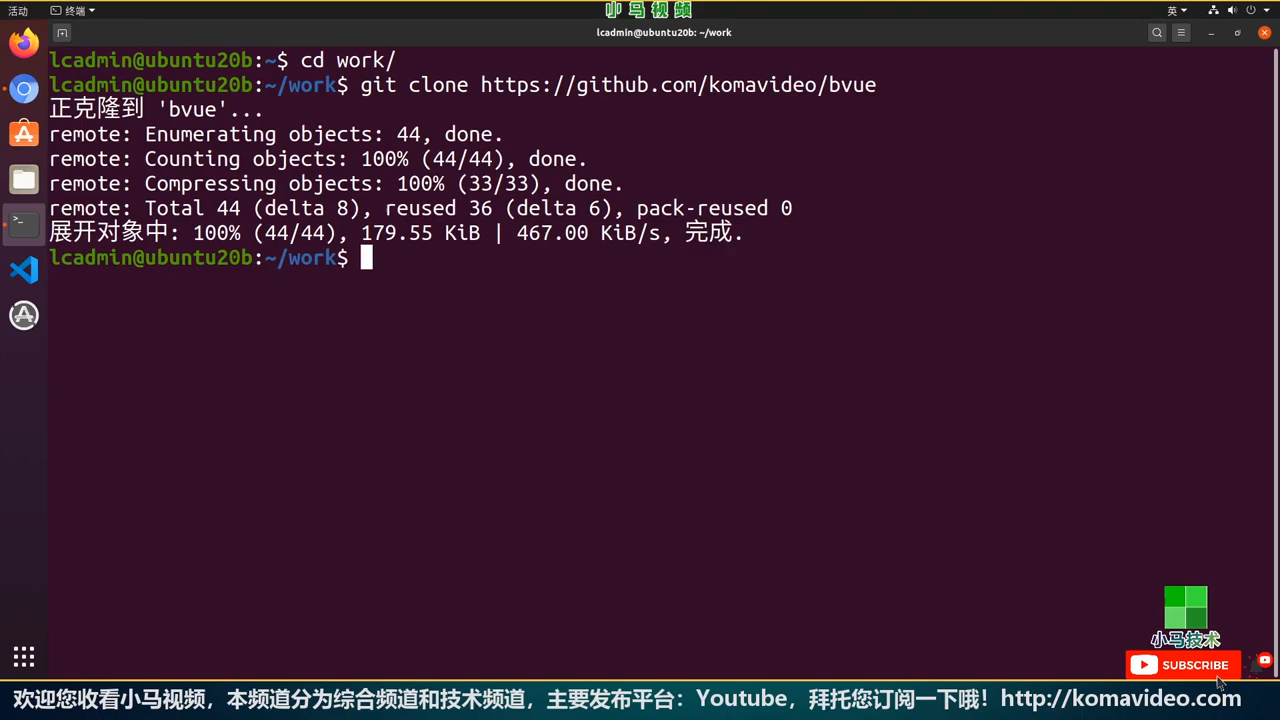 活动
终端
小马视频
英
lcadmin@ubuntu20b: ~/work
lcadmin@ubuntu20b:~$ cd work/
lcadmin@ubuntu20b:~/work$ git clone https://github.com/komavideo/bvue
正克隆到 'bvue'...
remote: Enumerating objects: 44, done.
remote: Counting objects: 100% (44/44), done.
remote: Compressing objects: 100% (33/33), done.
remote: Total 44 (delta 8), reused 36 (delta 6), pack-reused 0
展开对象中: 100% (44/44), 179.55 KiB | 467.00 KiB/s, 完成.
lcadmin@ubuntu20b:~/work$
小马技术
SUBSCRIBE
欢迎您收看小马视频，本频道分为综合频道和技术频道，主要发布平台：Youtube，拜托您订阅一下哦！http://komavideo.com